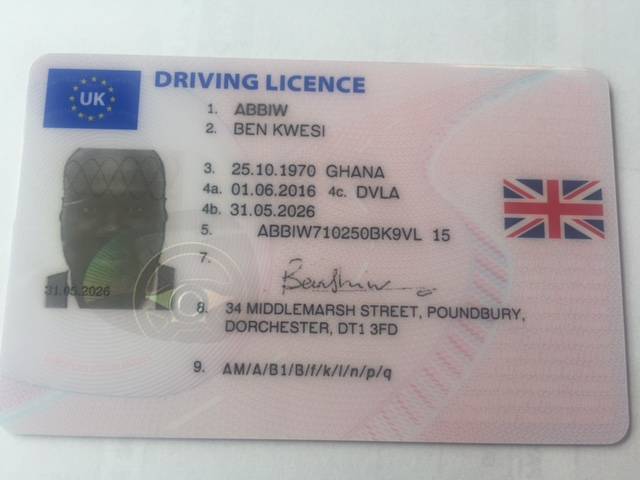 UK
DRIVING LICENCE
1. ABBIW
2. BEN KWESI
3. 25.10.1970 GHANA
4a. 01.06.2016 4c. DVLA
4b. 31.05.2026
5. ABBIW710250BK9VL 15
7.
31.05.2026
8. 34 MIDDLEMARSH STREET, POUNDBURY,
DORCHESTER, DT1 3FD
9. AM/A/B1/B/f/k/l/n/p/q